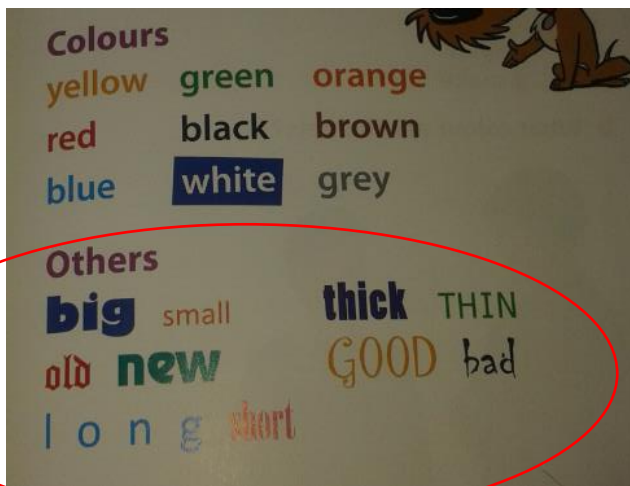 Colours
yellow green orange
red black brown
blue white grey
Others
big small thick THIN
old new GOOD bad
long short